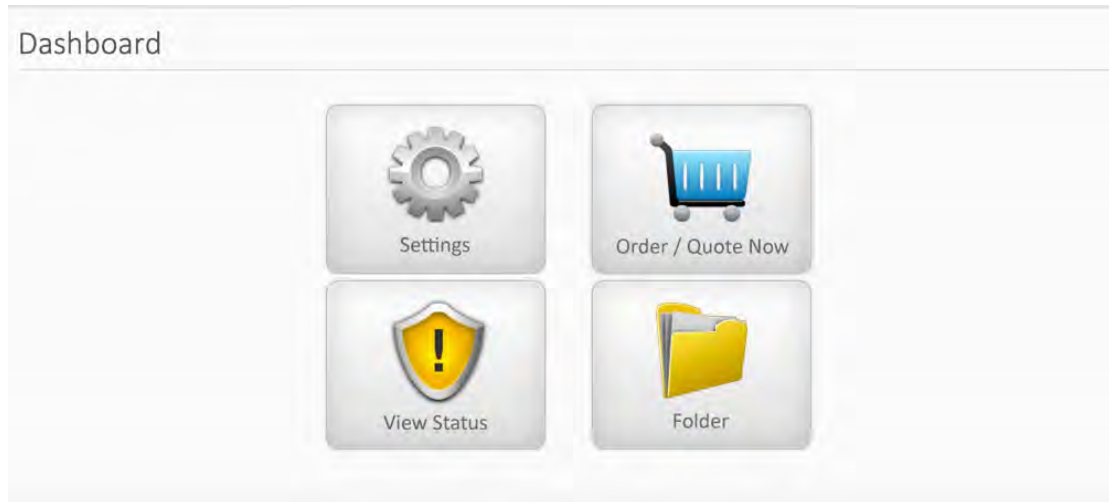 Dashboard
Settings
Order / Quote Now
View Status
Folder